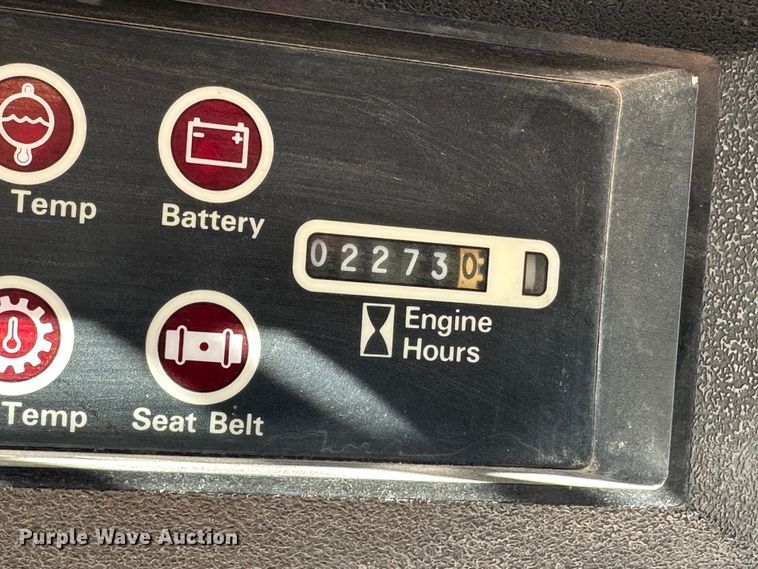 Temp
Battery
- +
022730
Engine
Hours
Temp
Seat Belt
Purple Wave Auction